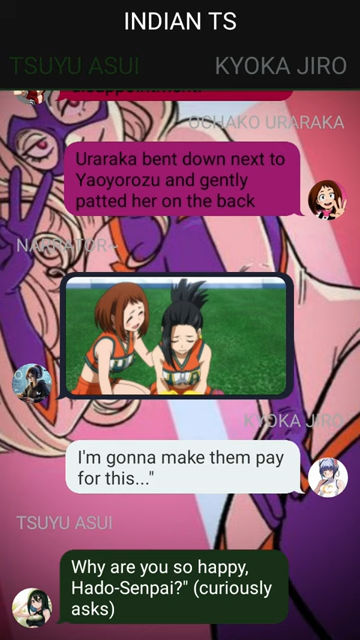 INDIAN TS
TSUYU ASUI
KYOKA JIRO
disappointment.
OCHAKO URARAKA
Uraraka bent down next to
Yaoyorozu and gently
patted her on the back
NARRATOR~
KYOKA JIRO
I'm gonna make them pay
for this..."
TSUYU ASUI
Why are you so happy,
Hado-Senpai?" (curiously
asks)